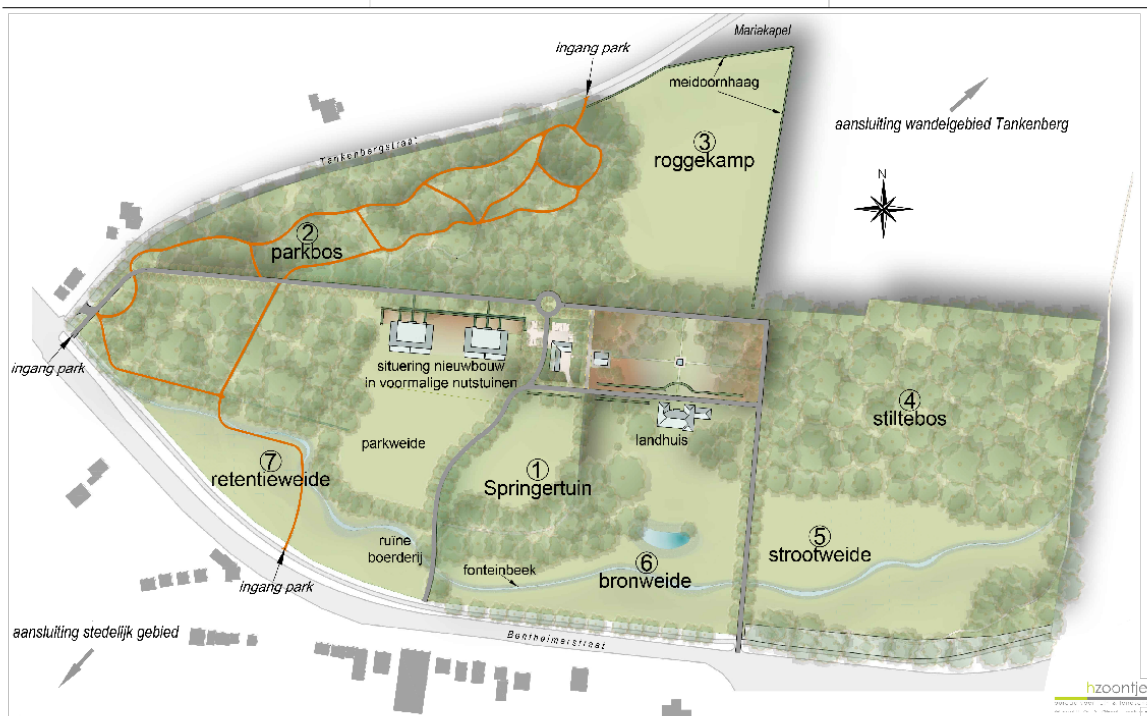 Mariakapel
ingang park
meidoornhaag
aansluiting wandelgebied Tankenberg
Tankenbergstraat
③
roggekamp
N
②
parkbos
ingang park
situering nieuwbouw
in voormalige nutstuinen
④
stiltebos
landhuis
parkweide
⑦
retentieweide
①
Springertuin
ruïne
boerderij
fonteinbeek
⑥
bronweide
⑤
strootweide
ingang park
aansluiting stedelijk gebied
Bentheimerstraat
hzoontje